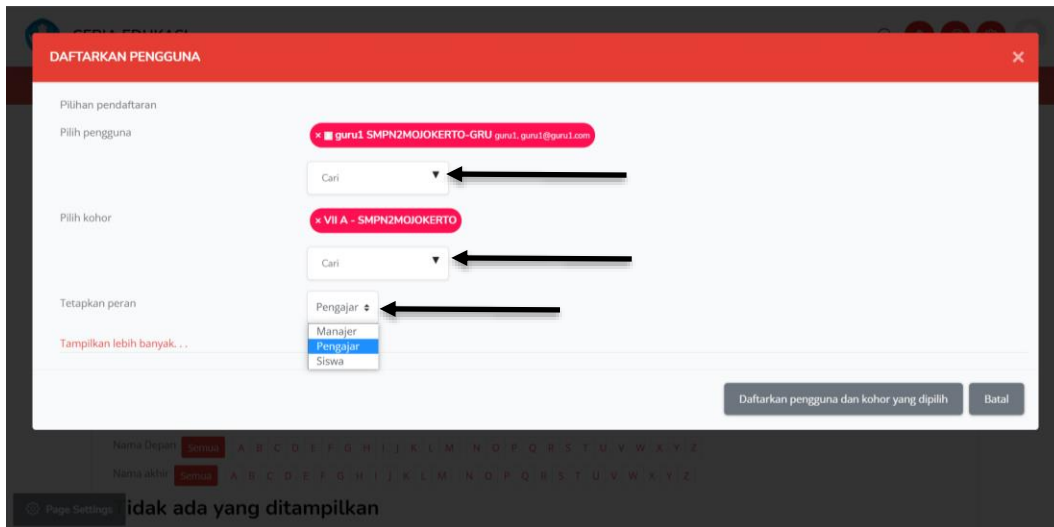 CERIA EDUKASI
DAFTARKAN PENGGUNA ×
Pilihan pendaftaran
Pilih pengguna
× guru1 SMPN2MOJOKERTO-GRU guru1, guru1@guru1.com
Cari ▼
Pilih kohor
× VII A - SMPN2MOJOKERTO
Cari ▼
Tetapkan peran
Pengajar
Manajer
Pengajar
Siswa
Tampilkan lebih banyak. . .
Daftarkan pengguna dan kohor yang dipilih Batal
Nama Depan Semua A B C D E F G H I J K L M N O P Q R S T U V W X Y Z
Nama akhir Semua A B C D E F G H I J K L M N O P Q R S T U V W X Y Z
Page Settings idak ada yang ditampilkan